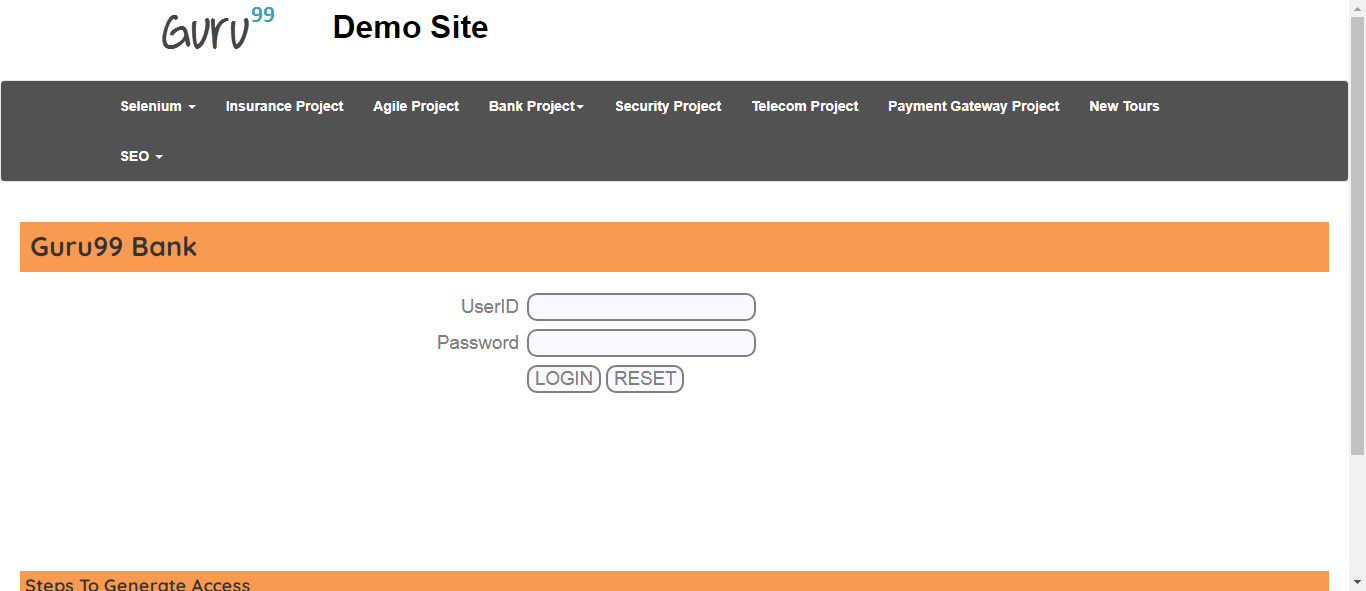 Guru99
Demo Site
Selenium Insurance Project Agile Project Bank Project Security Project Telecom Project Payment Gateway Project New Tours
SEO
Guru99 Bank
UserID
Password
LOGIN RESET
Steps To Generate Access